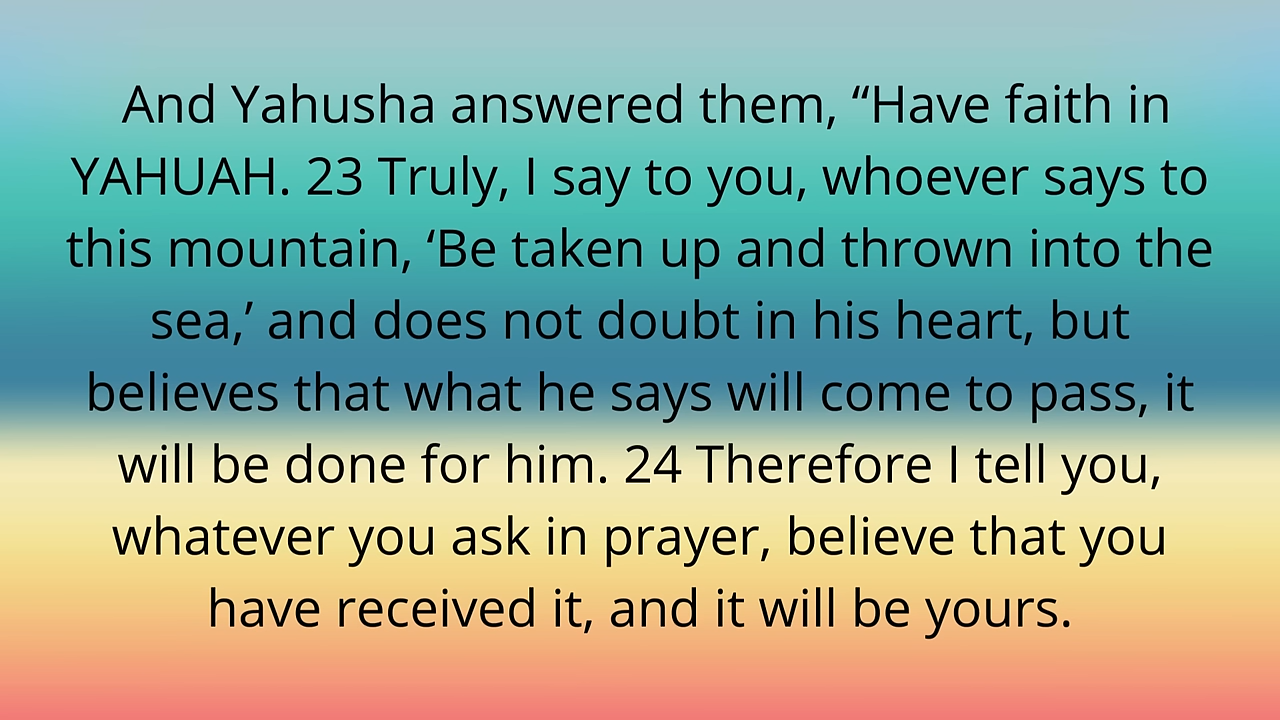 And Yahusha answered them, “Have faith in
YAHUAH. 23 Truly, I say to you, whoever says to
this mountain, ‘Be taken up and thrown into the
sea,’ and does not doubt in his heart, but
believes that what he says will come to pass, it
will be done for him. 24 Therefore I tell you,
whatever you ask in prayer, believe that you
have received it, and it will be yours.